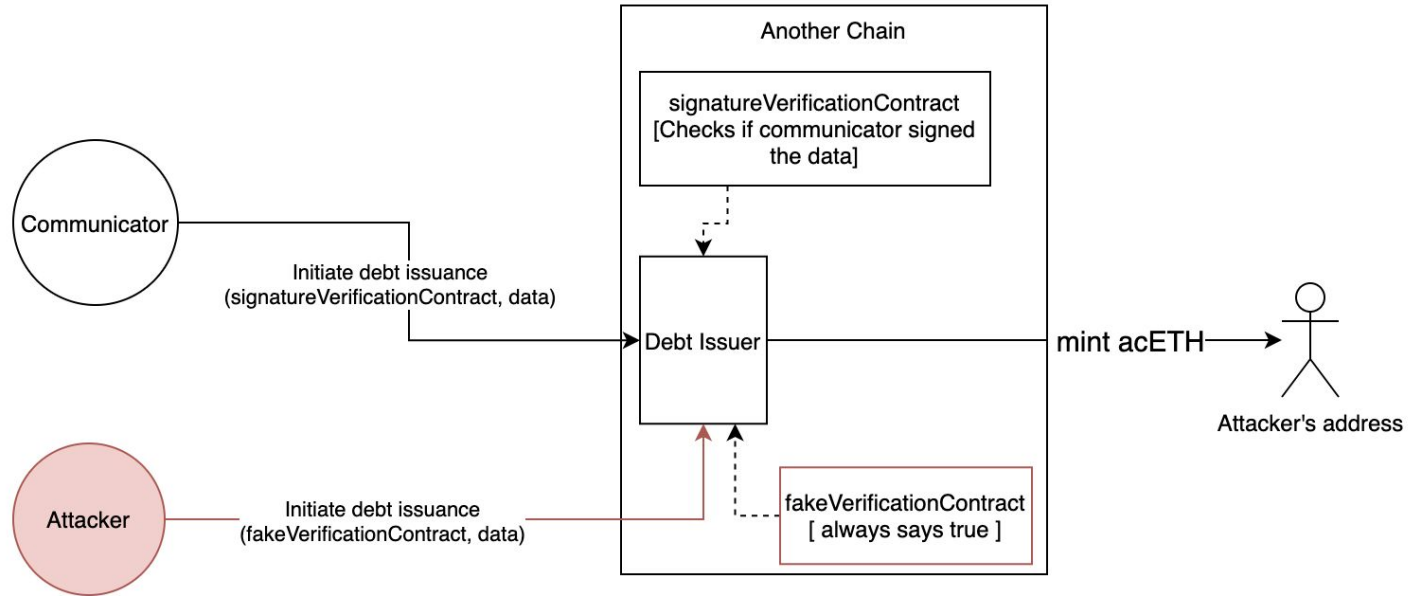 Another Chain
signatureVerificationContract
[Checks if communicator signed
the data]
Communicator
Initiate debt issuance
(signatureVerificationContract, data)
Debt Issuer
mint acETH
Attacker's address
Attacker
Initiate debt issuance
(fakeVerificationContract, data)
fakeVerificationContract
[ always says true ]